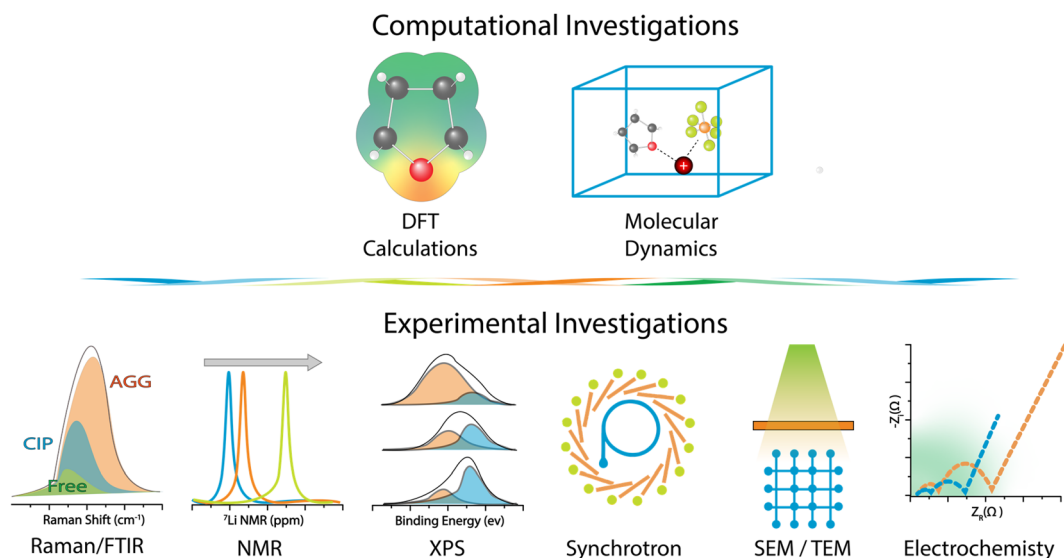 Computational Investigations
+
DFT
Calculations
Molecular
Dynamics
Experimental Investigations
AGG
CIP
Free
Raman Shift (cm⁻¹)
Raman/FTIR
⁷Li NMR (ppm)
NMR
Binding Energy (ev)
XPS
Synchrotron
SEM / TEM
-Zᵢ(Ω)
Z_R(Ω)
Electrochemisty